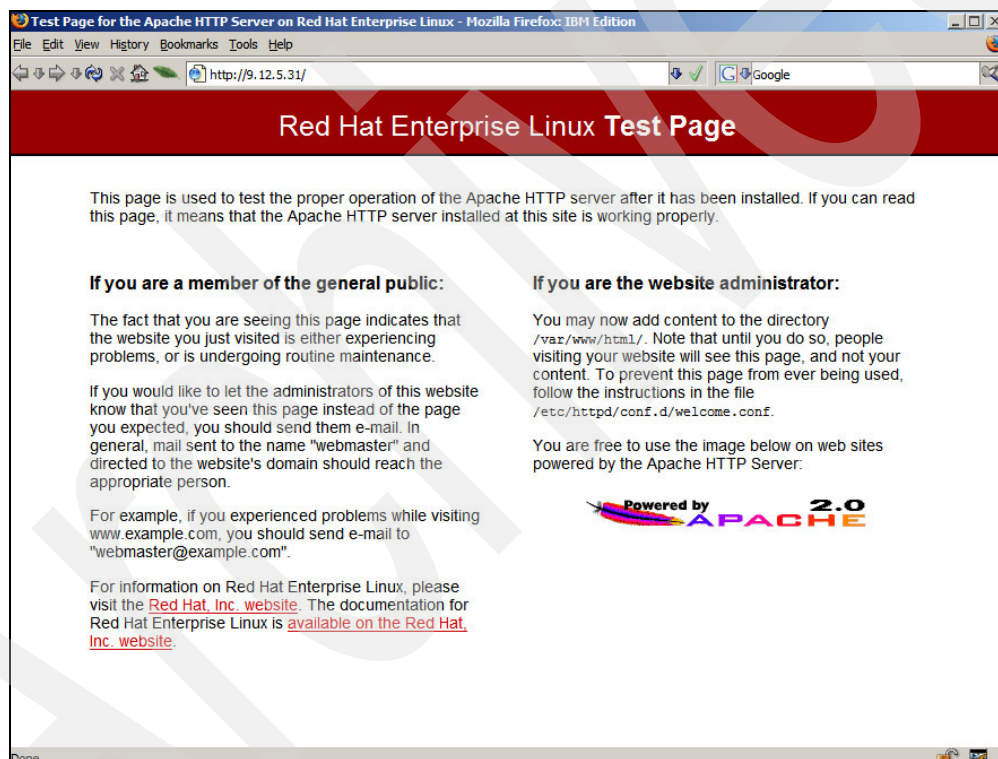 Test Page for the Apache HTTP Server on Red Hat Enterprise Linux - Mozilla Firefox: IBM Edition
File Edit View History Bookmarks Tools Help
http://9.12.5.31/
Google
Red Hat Enterprise Linux Test Page
This page is used to test the proper operation of the Apache HTTP server after it has been installed. If you can read
this page, it means that the Apache HTTP server installed at this site is working properly.
If you are a member of the general public:
The fact that you are seeing this page indicates that
the website you just visited is either experiencing
problems, or is undergoing routine maintenance.
If you would like to let the administrators of this website
know that you've seen this page instead of the page
you expected, you should send them e-mail. In
general, mail sent to the name "webmaster" and
directed to the website's domain should reach the
appropriate person.
For example, if you experienced problems while visiting
www.example.com, you should send e-mail to
"webmaster@example.com".
For information on Red Hat Enterprise Linux, please
visit the Red Hat, Inc. website. The documentation for
Red Hat Enterprise Linux is available on the Red Hat,
Inc. website.
If you are the website administrator:
You may now add content to the directory
/var/www/html/. Note that until you do so, people
visiting your website will see this page, and not your
content. To prevent this page from ever being used,
follow the instructions in the file
/etc/httpd/conf.d/welcome.conf.
You are free to use the image below on web sites
powered by the Apache HTTP Server:
Powered by 2.0
APACHE
Done